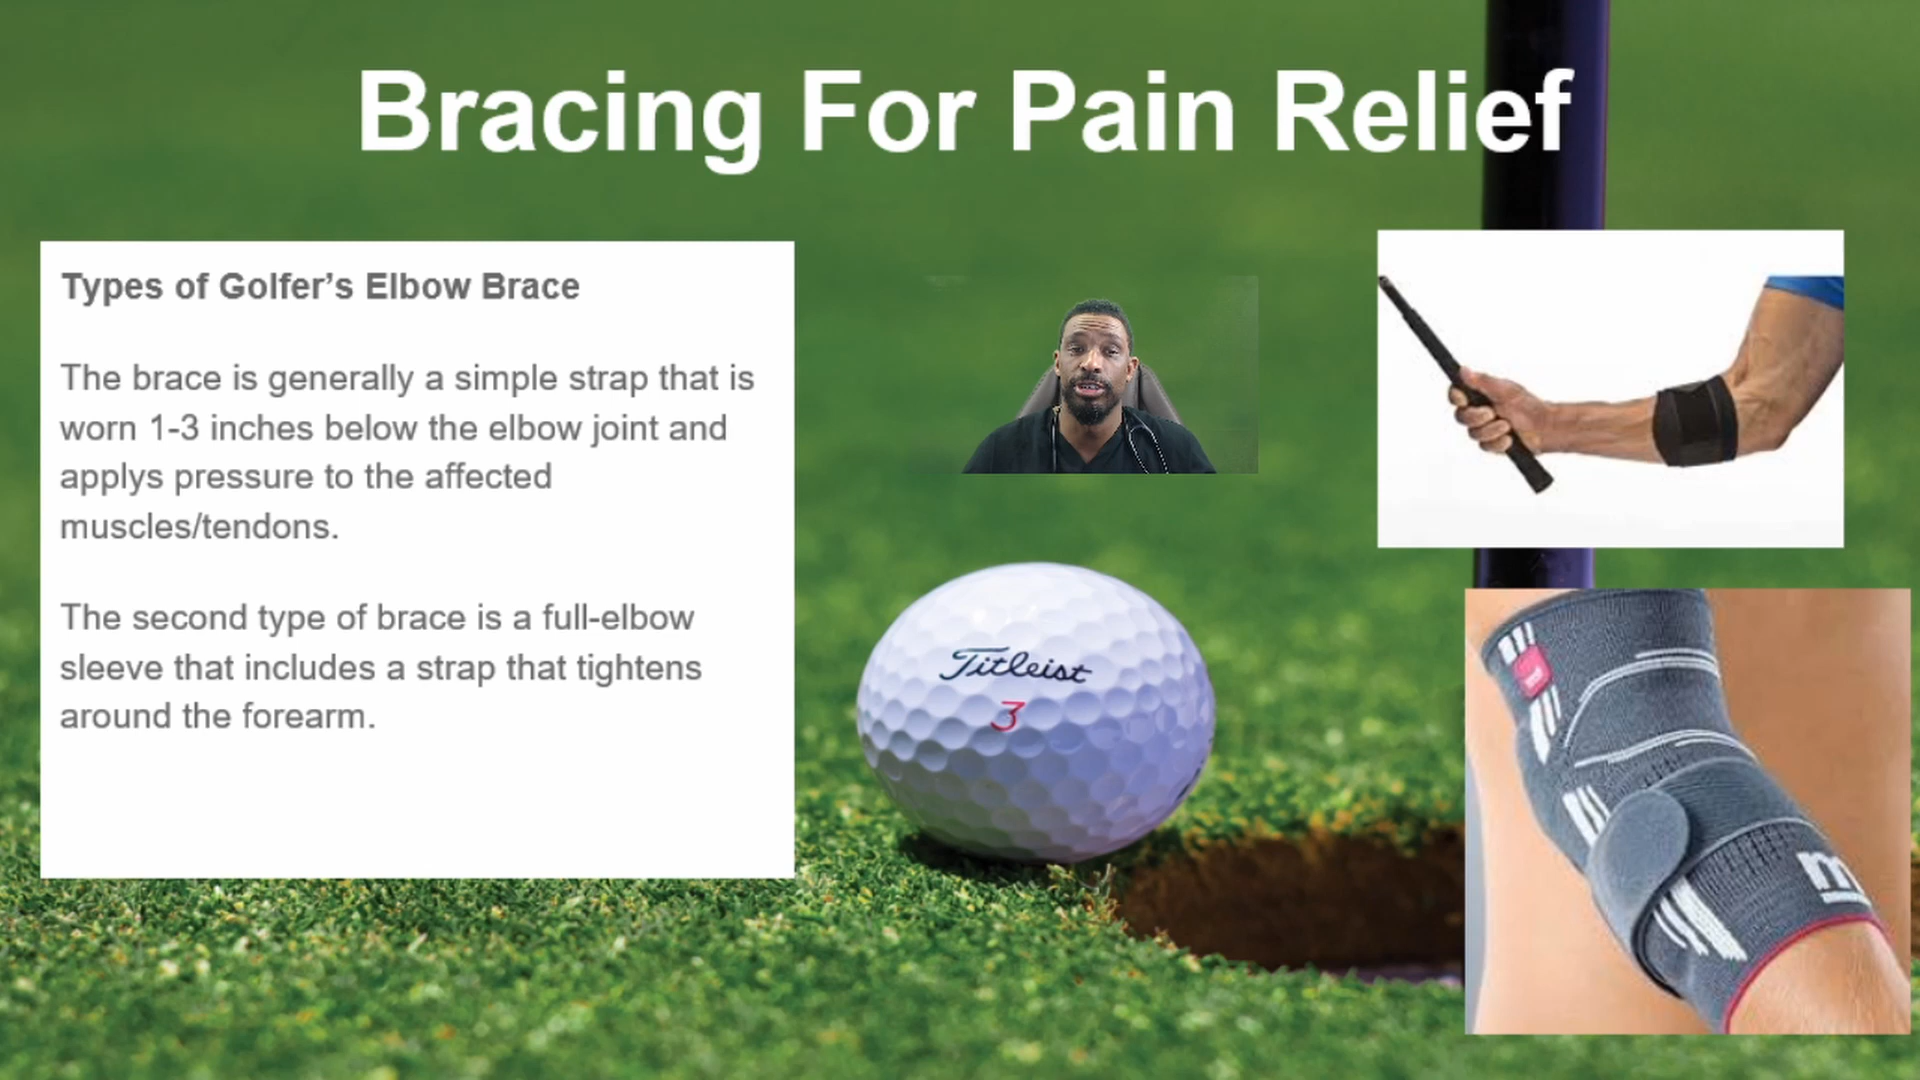 Bracing For Pain Relief
Types of Golfer's Elbow Brace
The brace is generally a simple strap that is
worn 1-3 inches below the elbow joint and
applys pressure to the affected
muscles/tendons.
The second type of brace is a full-elbow
sleeve that includes a strap that tightens
around the forearm.
Titleist
3
m